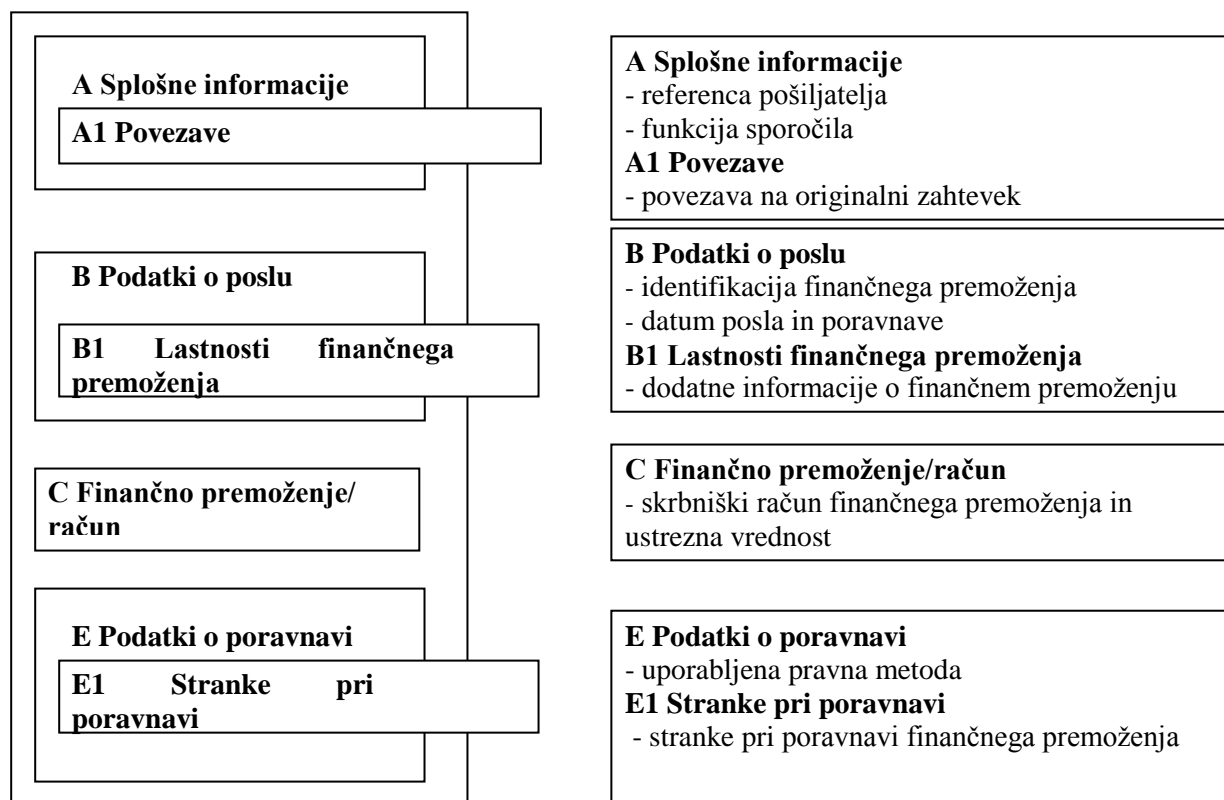 A Splošne informacije
A1 Povezave
B Podatki o poslu
B1 Lastnosti finančnega
premoženja
C Finančno premoženje/
račun
E Podatki o poravnavi
E1 Stranke pri
poravnavi
A Splošne informacije
- referenca pošiljatelja
- funkcija sporočila
A1 Povezave
- povezava na originalni zahtevek
B Podatki o poslu
- identifikacija finančnega premoženja
- datum posla in poravnave
B1 Lastnosti finančnega premoženja
- dodatne informacije o finančnem premoženju
C Finančno premoženje/račun
- skrbniški račun finančnega premoženja in
ustrezna vrednost
E Podatki o poravnavi
- uporabljena pravna metoda
E1 Stranke pri poravnavi
- stranke pri poravnavi finančnega premoženja